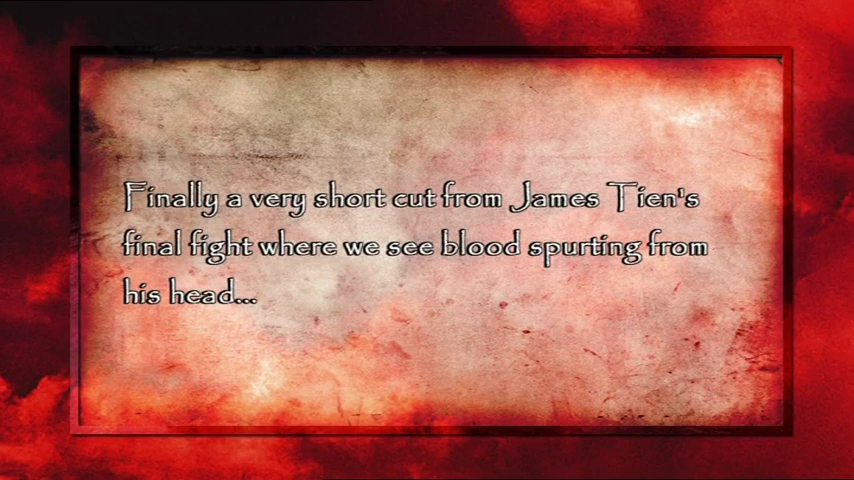 Finally a very short cut from James Tien's
final fight where we see blood spurting from
his head...